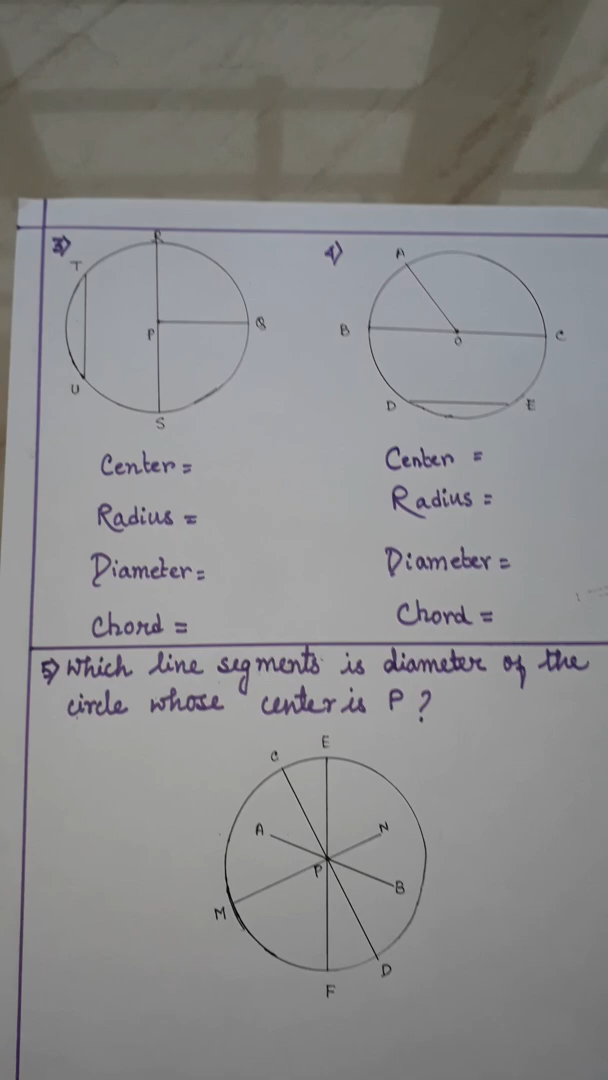 3)
R
T
P
Q
U
S
Center =
Radius =
Diameter =
Chord =
4)
A
B
O
C
D
E
Center =
Radius =
Diameter =
Chord =
5) Which line segments is diameter of the
circle whose center is P ?
E
C
A
N
P
B
M
D
F